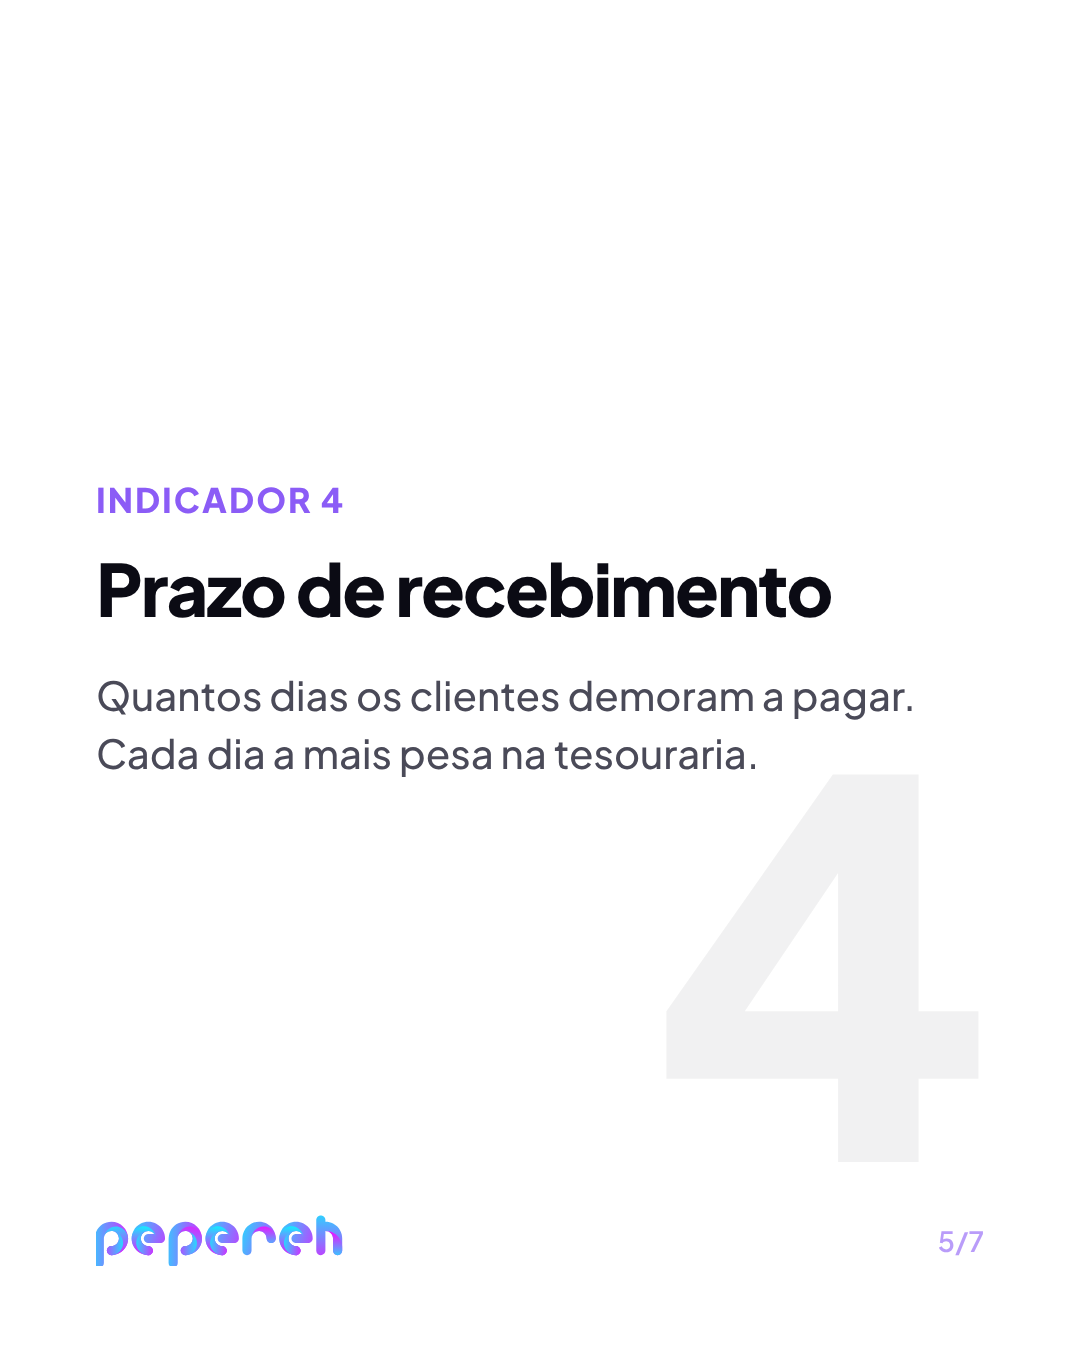 INDICADOR 4
Prazo de recebimento
Quantos dias os clientes demoram a pagar.
Cada dia a mais pesa na tesouraria.
4
pepereh
5/7